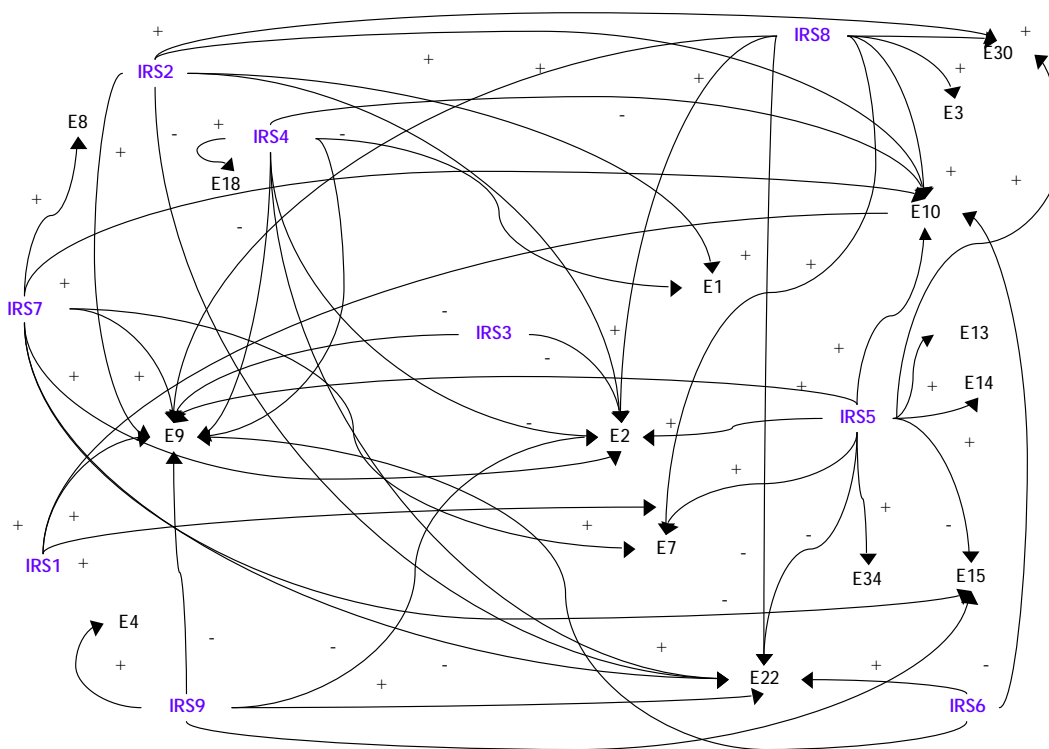 + IRS8 +
E30
+ + +
IRS2 + +
E3
E8 - + IRS4 - -
+
E18 + +
+ E10
-
+ + +
IRS7 + E1
- IRS3 + E13
- +
+ + + + E14
- + IRS5
E9 E2 +
+
+ + + + -
E7 - -
IRS1 + E34 E15
E4 -
- - +
+ - + -
+ E22
IRS9 IRS6